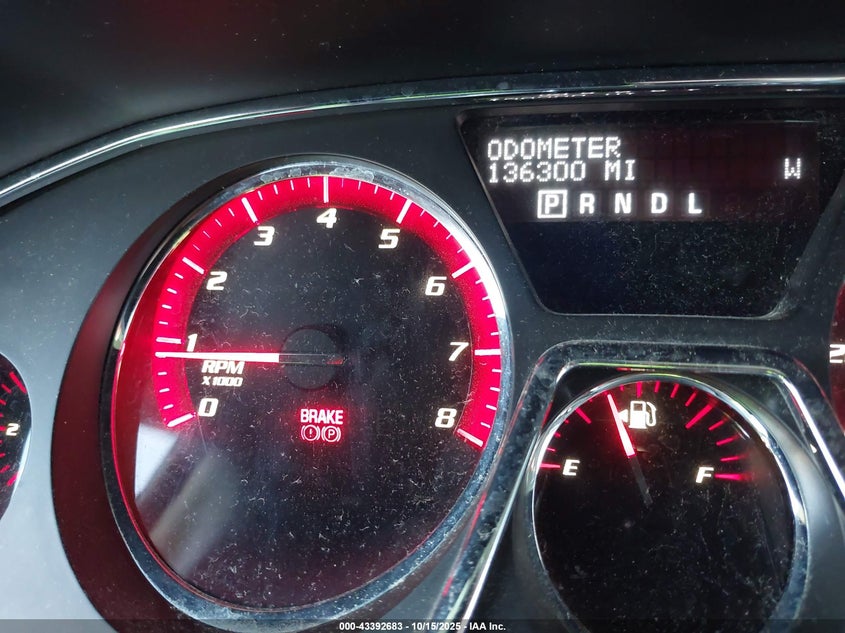 ODOMETER
136300 MI W
P R N D L
0 1 2 3 4 5 6 7 8
RPM
X1000
BRAKE
(!) (P)
E F
2
2
000-43392683 - 10/15/2025 - IAA Inc.